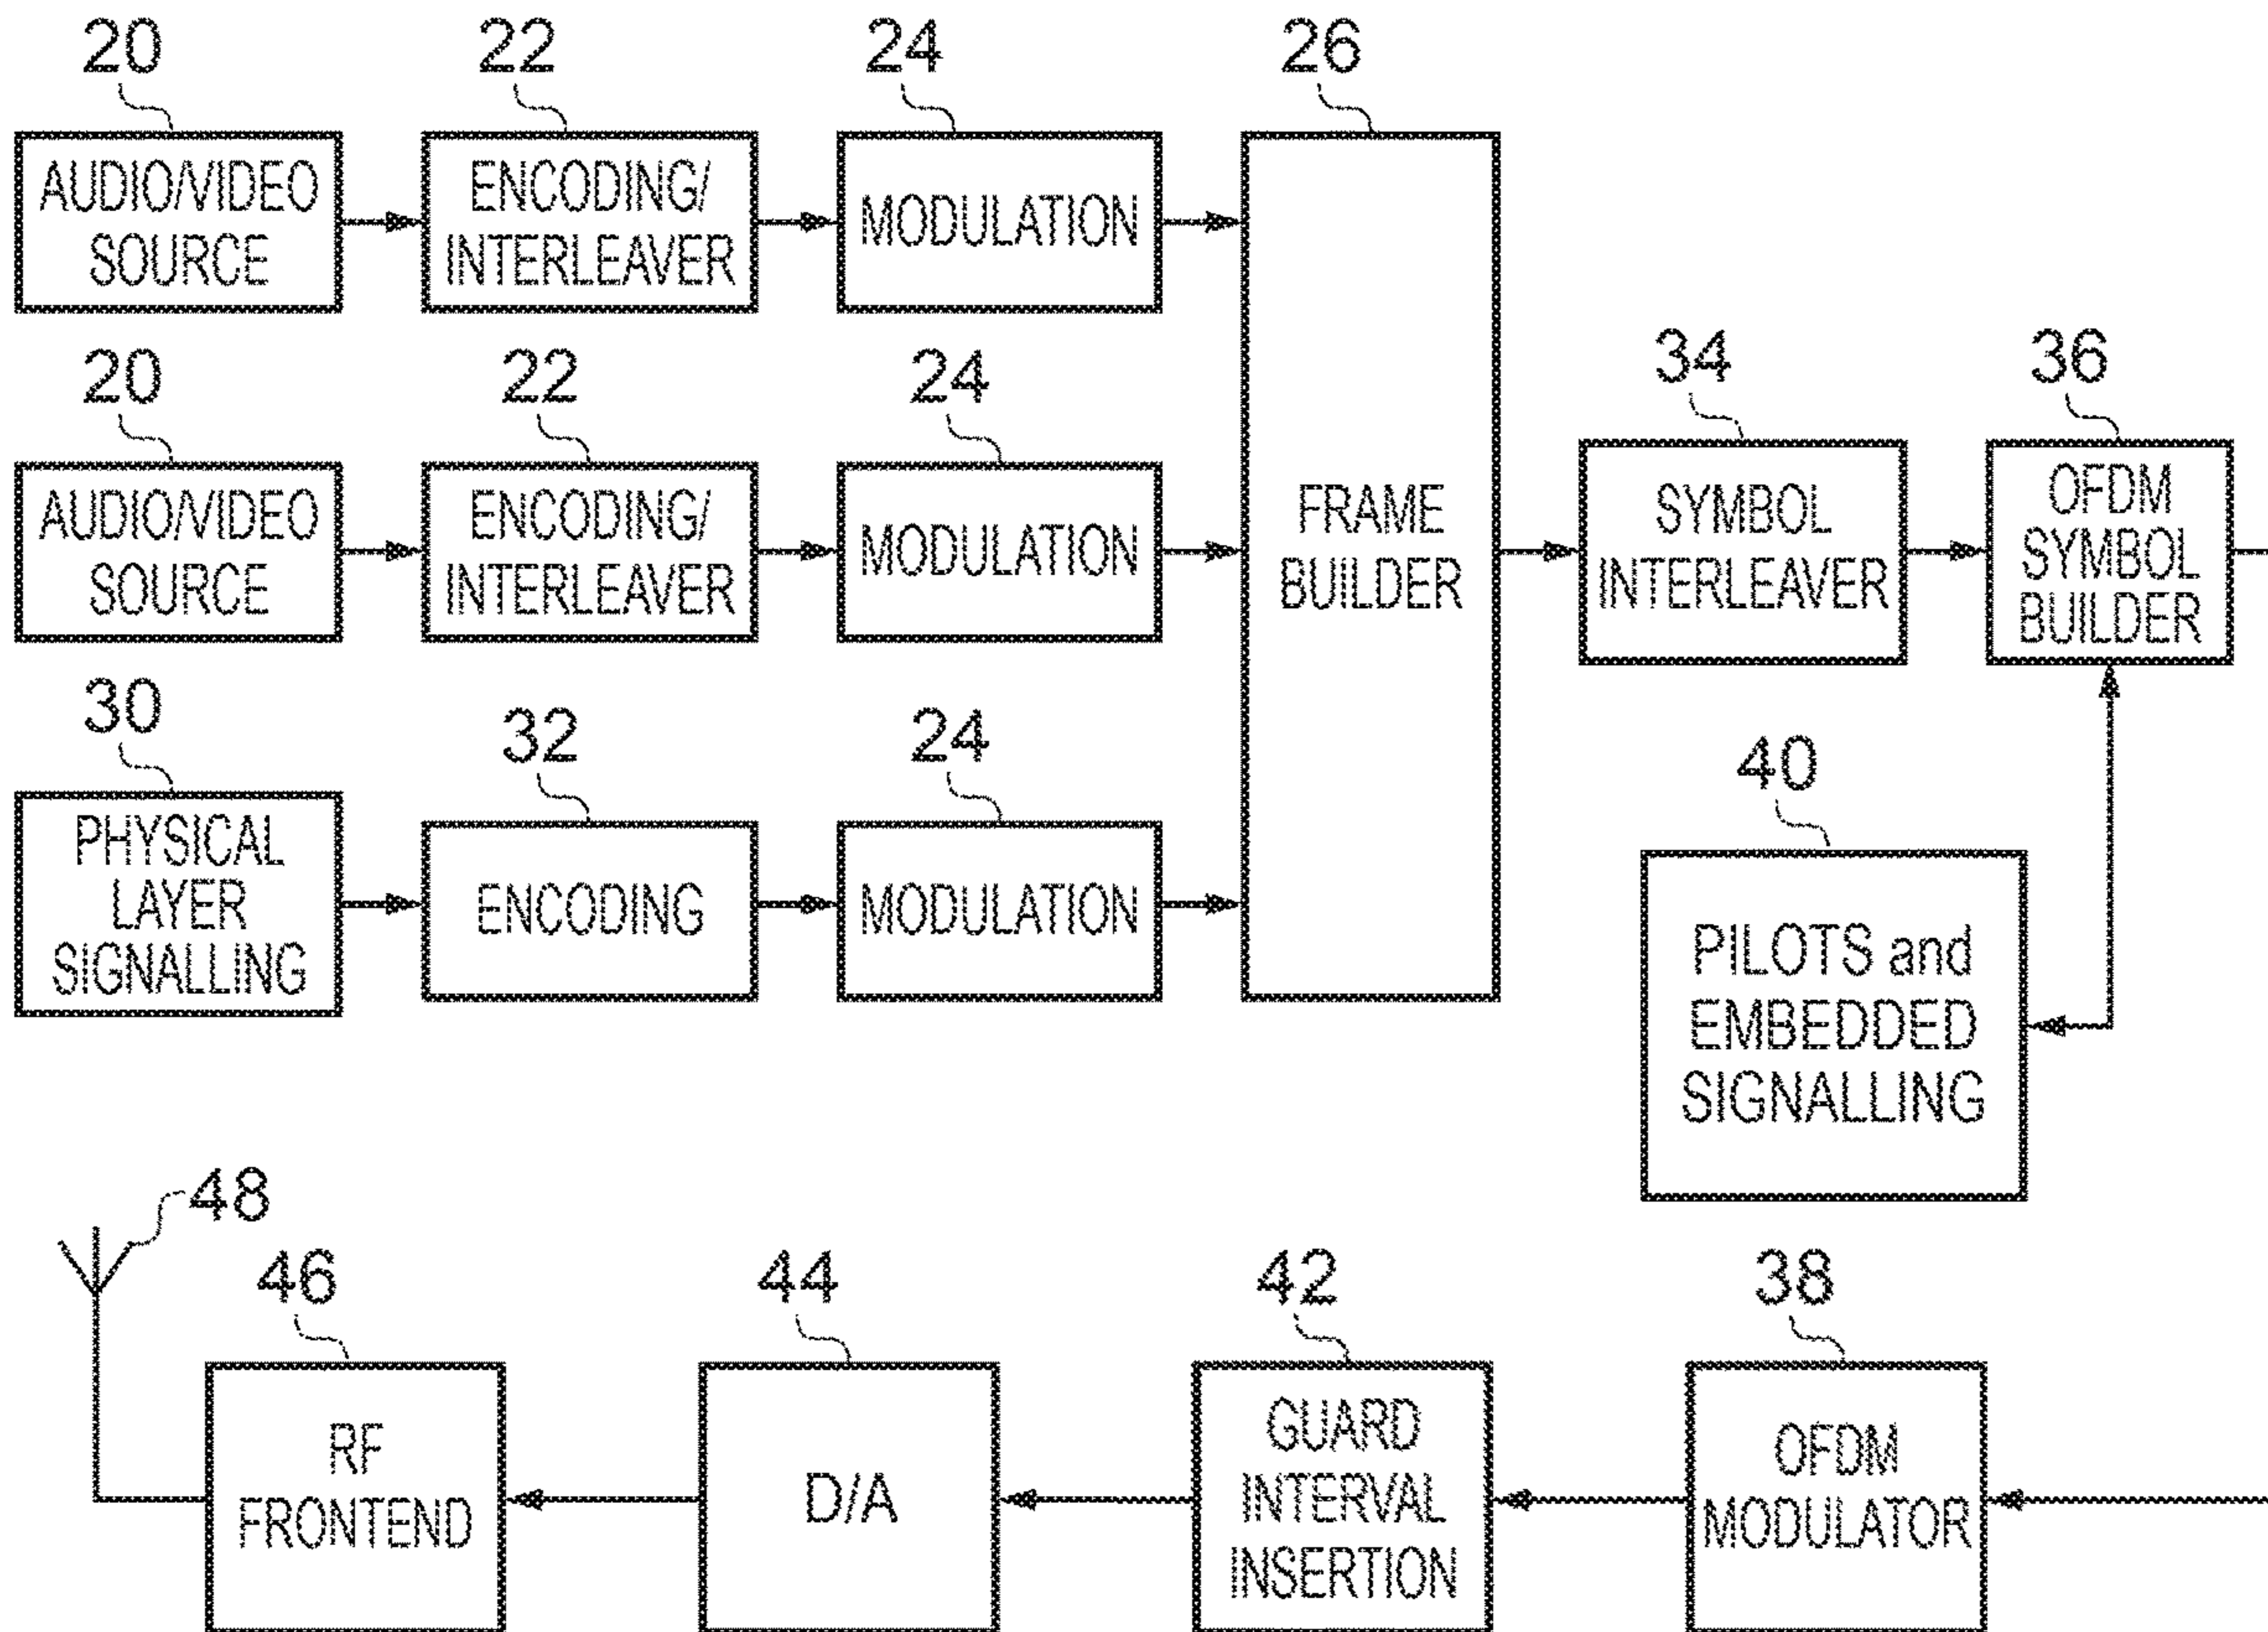 20
22
24
26
AUDIO/VIDEO
SOURCE
ENCODING/
INTERLEAVER
MODULATION
20
22
24
34
36
AUDIO/VIDEO
SOURCE
ENCODING/
INTERLEAVER
MODULATION
FRAME
BUILDER
SYMBOL
INTERLEAVER
OFDM
SYMBOL
BUILDER
30
32
24
40
PHYSICAL
LAYER
SIGNALLING
ENCODING
MODULATION
PILOTS and
EMBEDDED
SIGNALLING
48
46
44
42
38
RF
FRONTEND
D/A
GUARD
INTERVAL
INSERTION
OFDM
MODULATOR